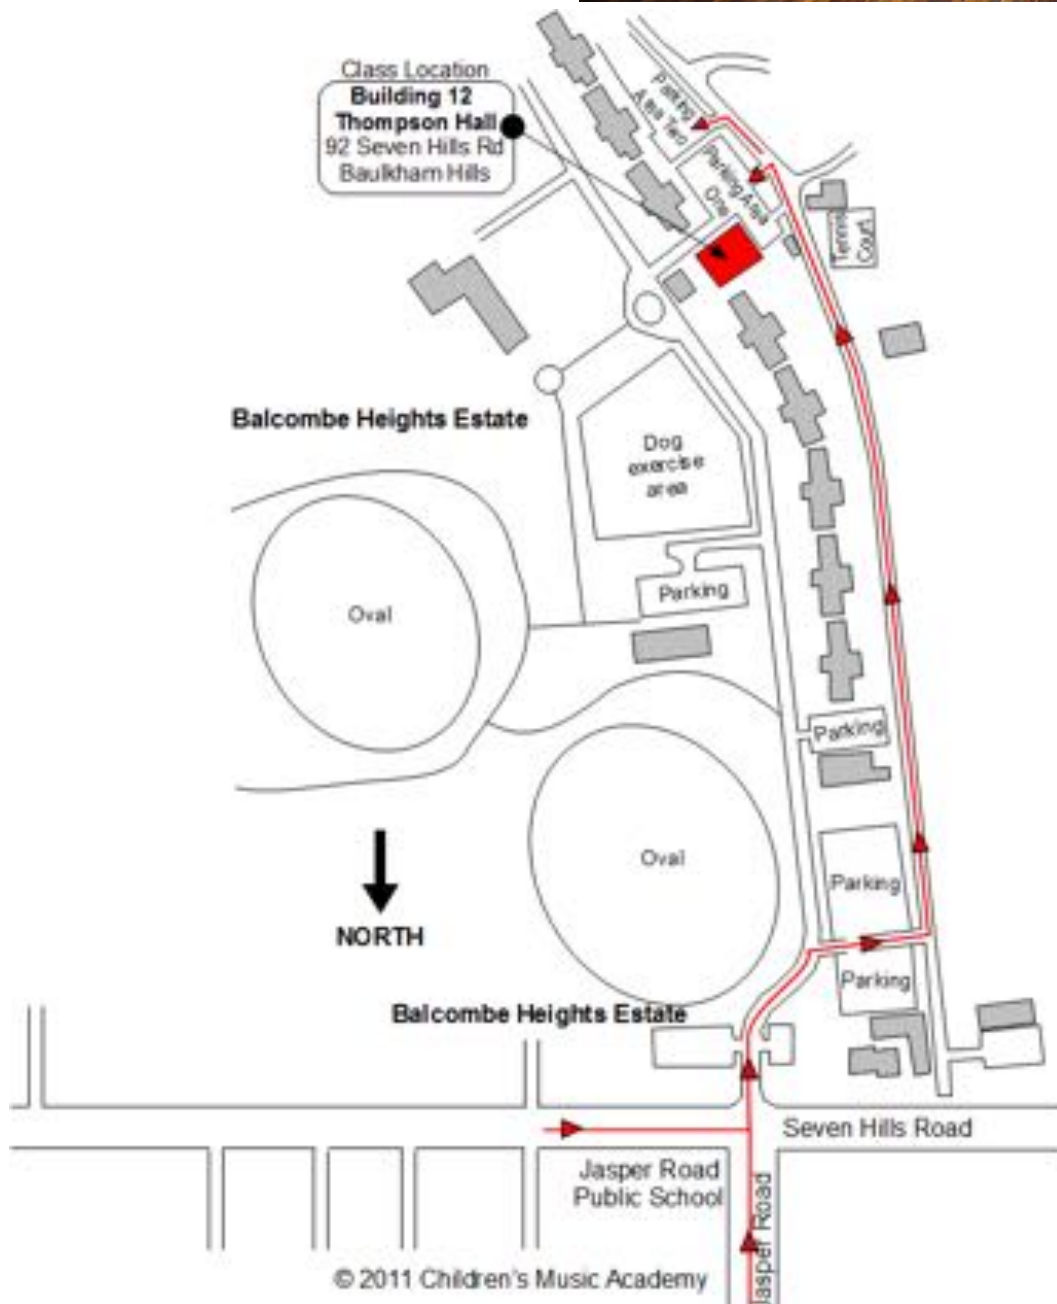 Class Location
Building 12
Thompson Hall
92 Seven Hills Rd
Baulkham Hills
Parking
Area Two
Parking Area
One
Tennis
Court
Balcombe Heights Estate
Dog
exercise
area
Oval
Parking
Parking
Oval
Parking
NORTH
Parking
Balcombe Heights Estate
Seven Hills Road
Jasper Road
Public School
Jasper Road
© 2011 Children's Music Academy